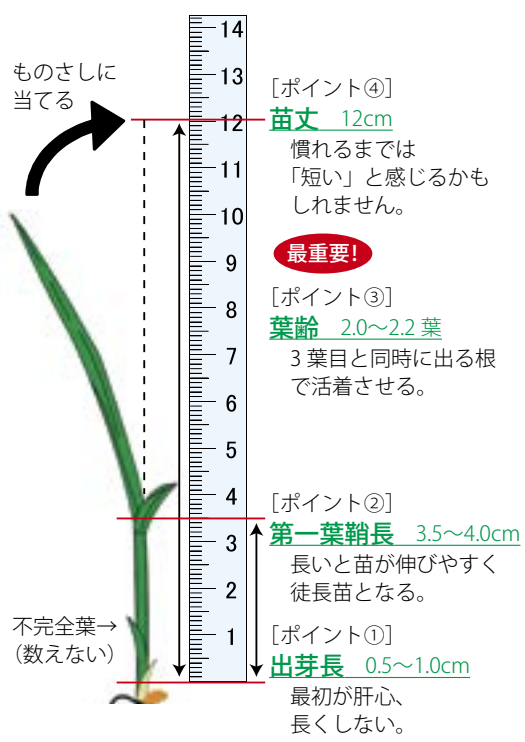 ものさしに
当てる
14
13
12
11
10
9
8
7
6
5
4
3
2
1
不完全葉→
（数えない）
［ポイント④］
苗丈　12cm
慣れるまでは
「短い」と感じるかも
しれません。
最重要！
［ポイント③］
葉齢　2.0〜2.2 葉
3 葉目と同時に出る根
で活着させる。
［ポイント②］
第一葉鞘長　3.5〜4.0cm
長いと苗が伸びやすく
徒長苗となる。
［ポイント①］
出芽長　0.5〜1.0cm
最初が肝心、
長くしない。